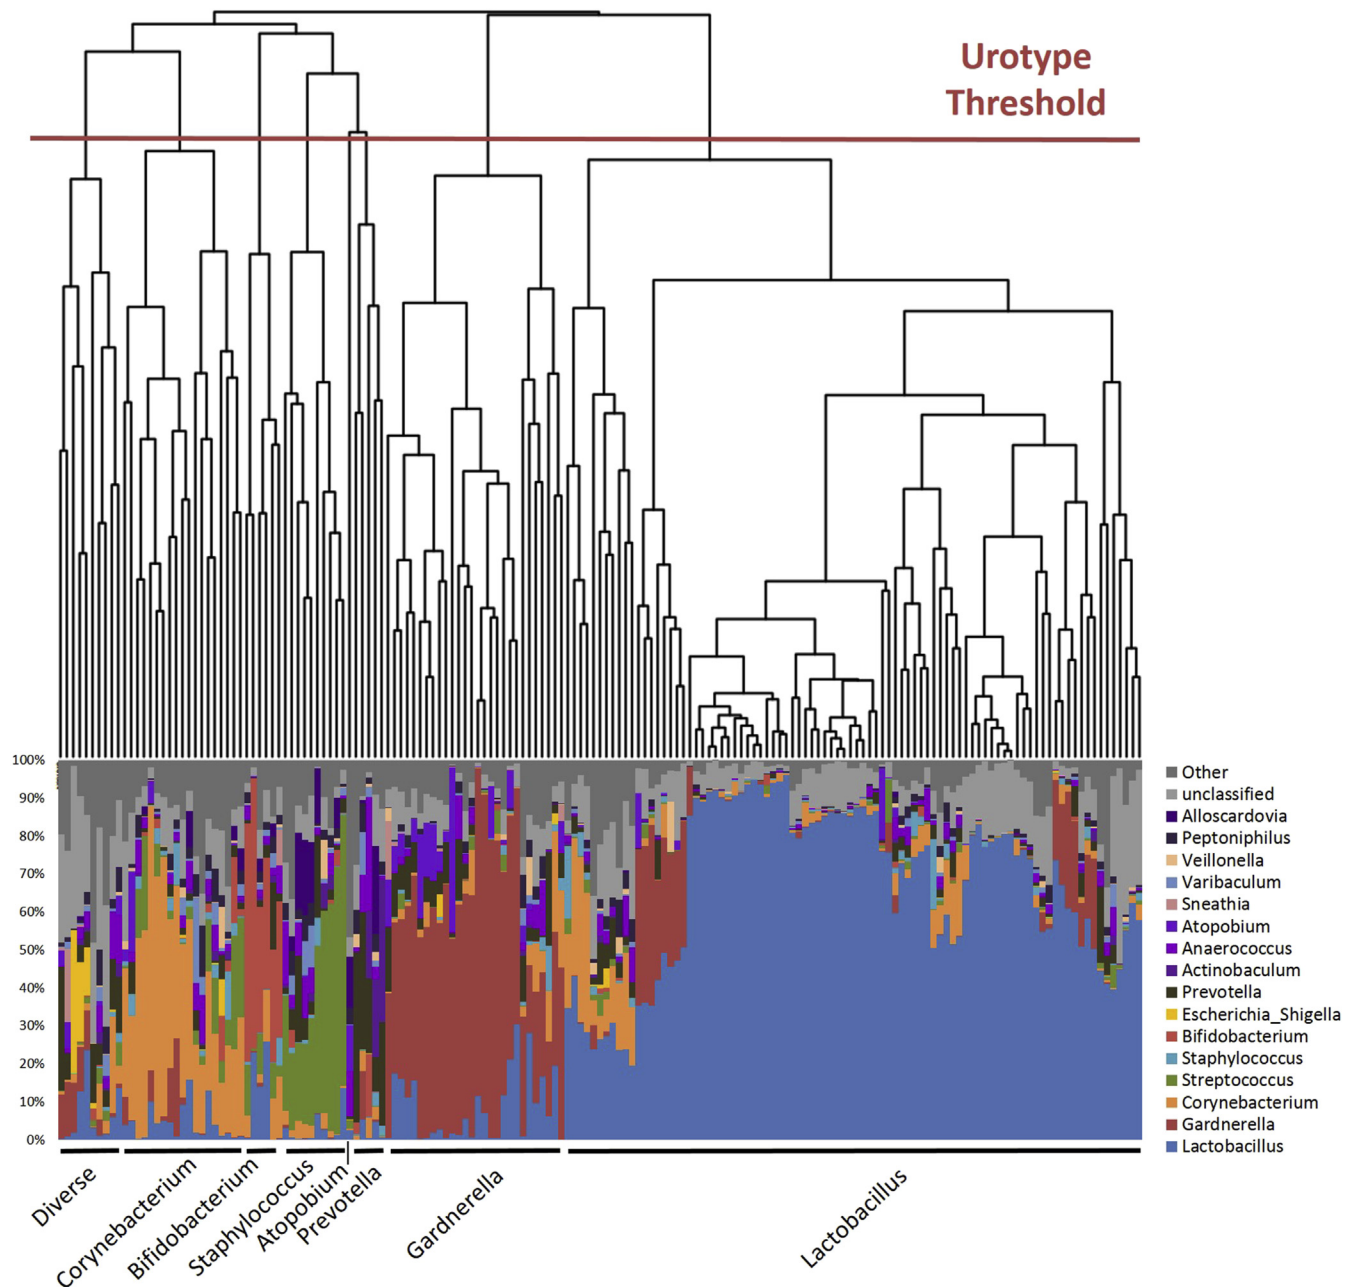 Urotype
Threshold
100%
90%
80%
70%
60%
50%
40%
30%
20%
10%
0%
Other
unclassified
Alloscardovia
Peptoniphilus
Veillonella
Varibaculum
Sneathia
Atopobium
Anaerococcus
Actinobaculum
Prevotella
Escherichia_Shigella
Bifidobacterium
Staphylococcus
Streptococcus
Corynebacterium
Gardnerella
Lactobacillus
Diverse
Corynebacterium
Bifidobacterium
Staphylococcus
Atopobium
Prevotella
Gardnerella
Lactobacillus